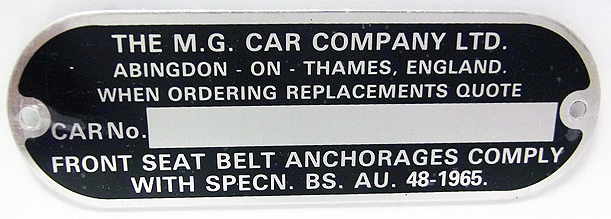 THE M.G. CAR COMPANY LTD.
ABINGDON - ON - THAMES, ENGLAND.
WHEN ORDERING REPLACEMENTS QUOTE
CAR No.
FRONT SEAT BELT ANCHORAGES COMPLY
WITH SPECN. BS. AU. 48-1965.